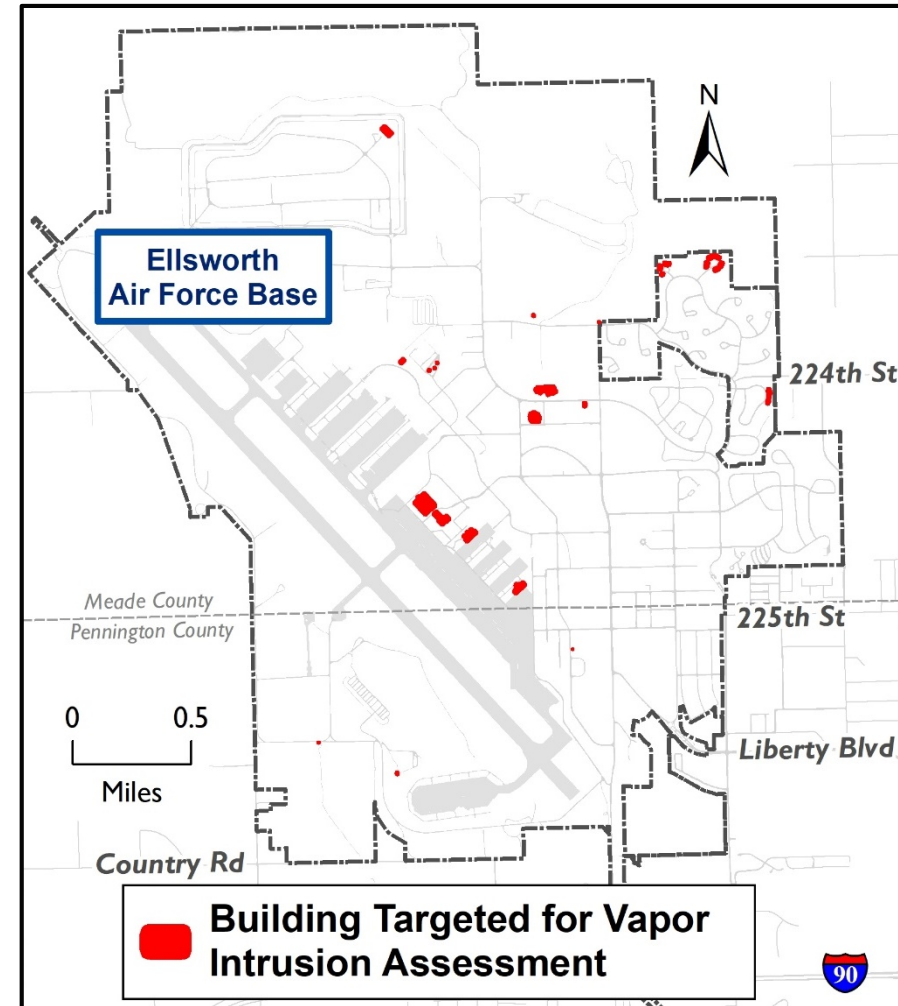 N
Ellsworth
Air Force Base
224th St
Meade County
Pennington County
225th St
0 0.5
Miles
Liberty Blvd
Country Rd
Building Targeted for Vapor
Intrusion Assessment
90